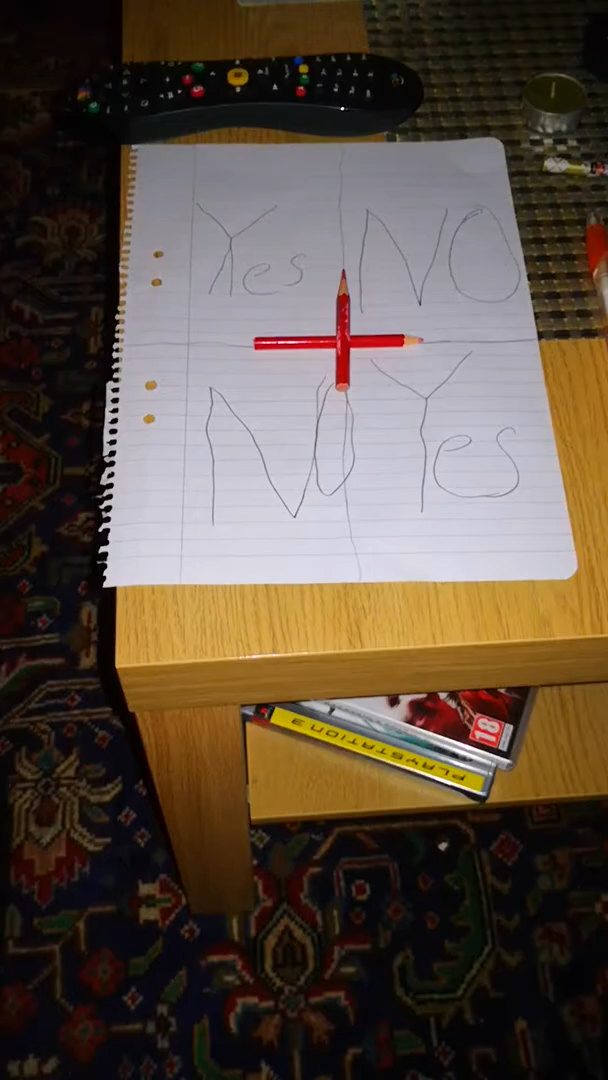 Yes NO
NO Yes
18
PLAYSTATION 3